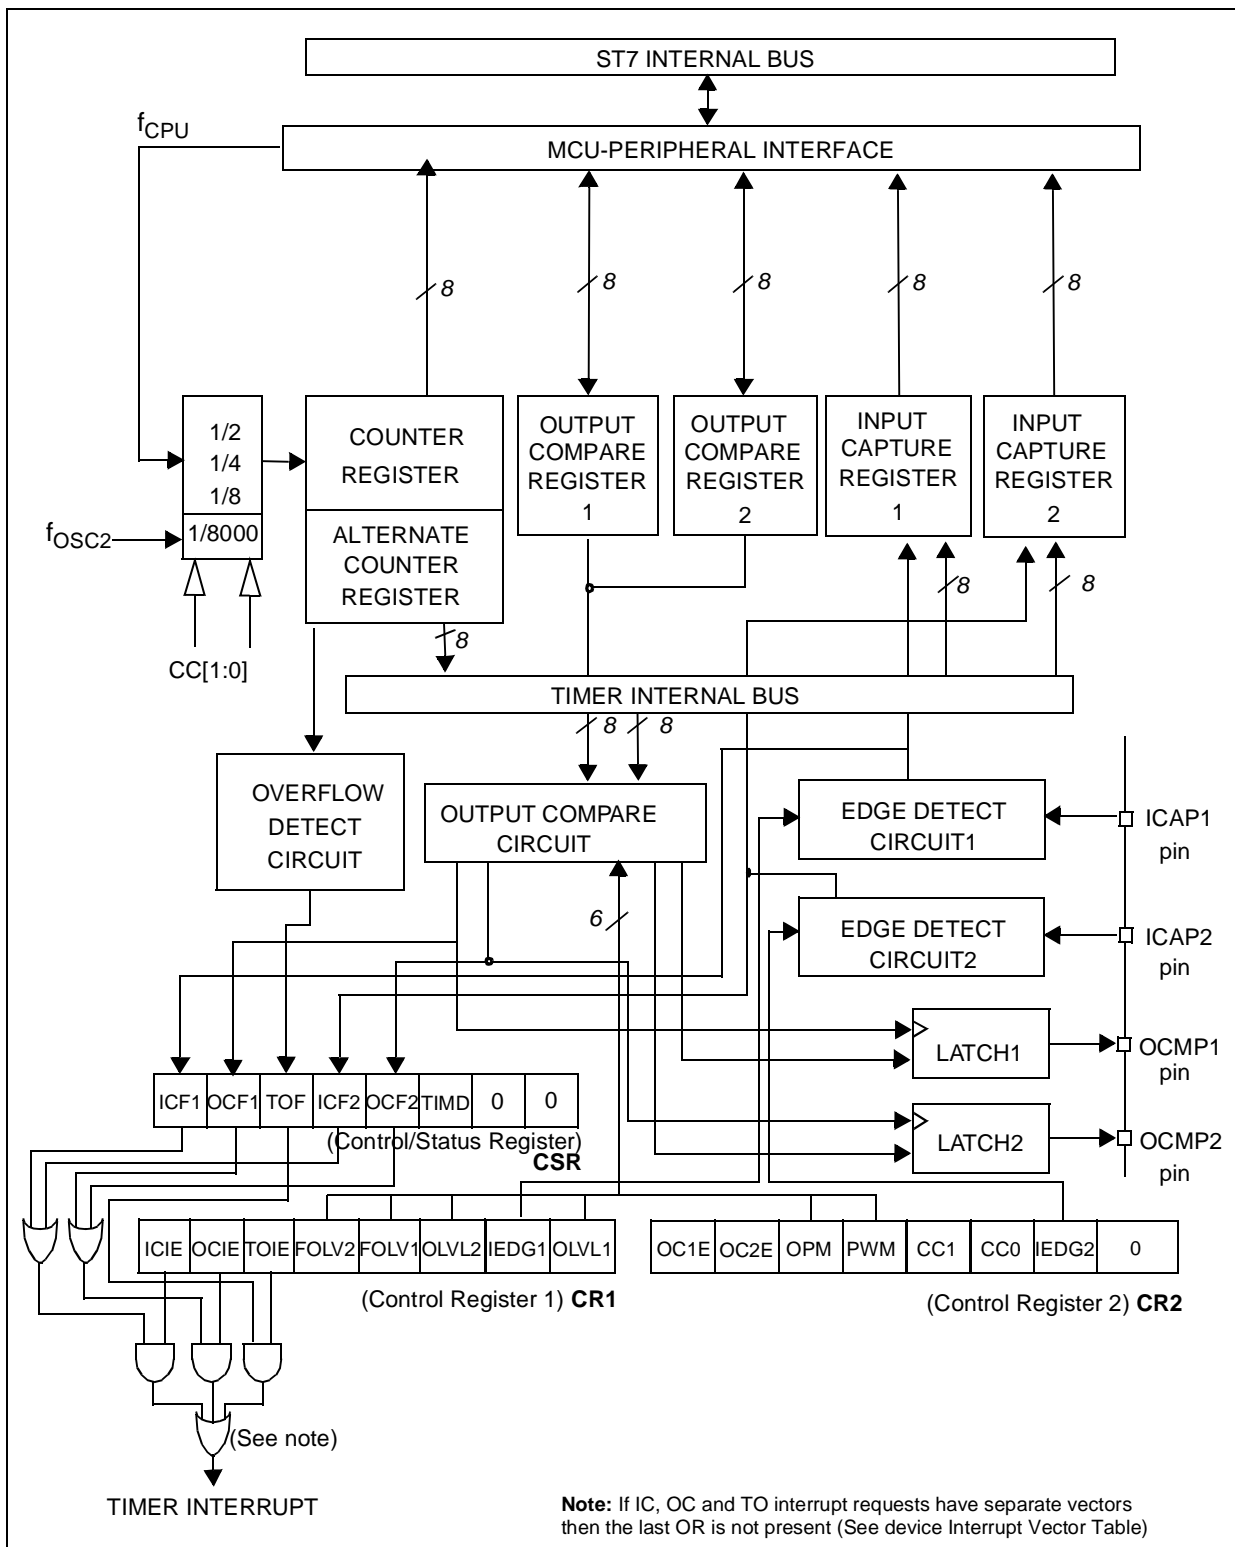 ST7 INTERNAL BUS
fCPU
MCU-PERIPHERAL INTERFACE
8
8
8
8
8
1/2
1/4
1/8
1/8000
fOSC2
CC[1:0]
COUNTER
REGISTER
ALTERNATE
COUNTER
REGISTER
8
OUTPUT
COMPARE
REGISTER
1
OUTPUT
COMPARE
REGISTER
2
INPUT
CAPTURE
REGISTER
1
INPUT
CAPTURE
REGISTER
2
8
8
TIMER INTERNAL BUS
8
8
OVERFLOW
DETECT
CIRCUIT
OUTPUT COMPARE
CIRCUIT
6
EDGE DETECT
CIRCUIT1
ICAP1
pin
EDGE DETECT
CIRCUIT2
ICAP2
pin
LATCH1
OCMP1
pin
LATCH2
OCMP2
pin
ICF1 OCF1 TOF ICF2 OCF2 TIMD 0 0
(Control/Status Register)
CSR
ICIE OCIE TOIE FOLV2 FOLV1 OLVL2 IEDG1 OLVL1
(Control Register 1) CR1
OC1E OC2E OPM PWM CC1 CC0 IEDG2 0
(Control Register 2) CR2
(See note)
TIMER INTERRUPT
Note: If IC, OC and TO interrupt requests have separate vectors
then the last OR is not present (See device Interrupt Vector Table)